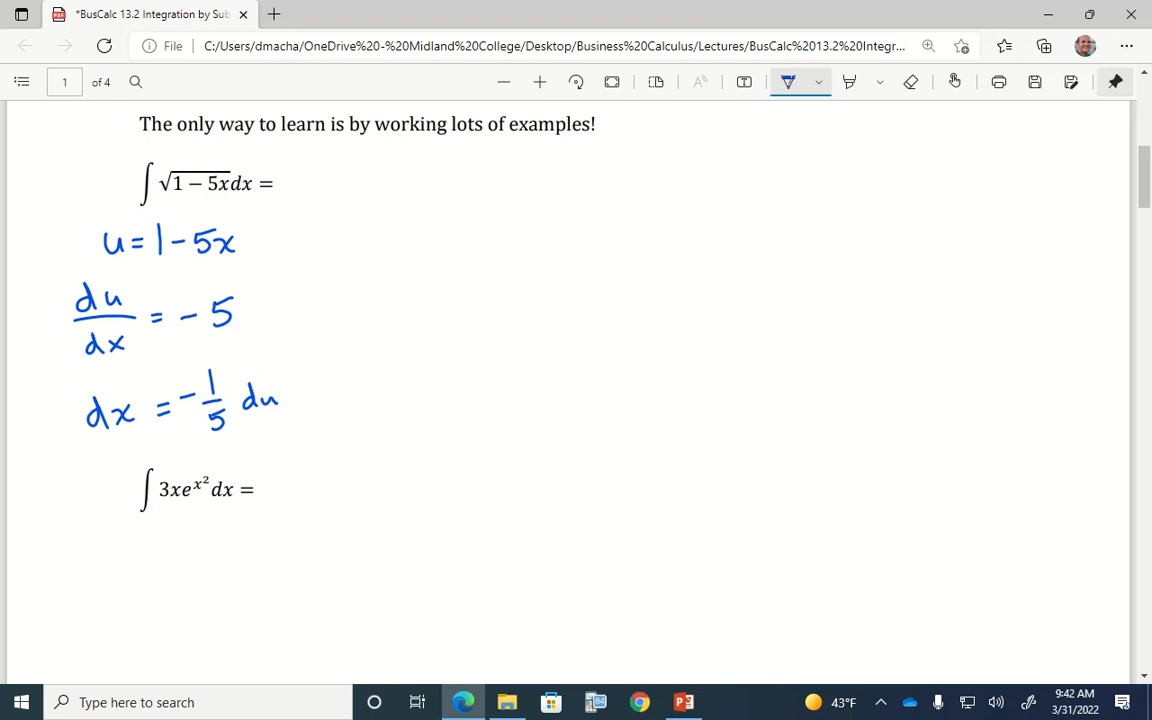 *BusCalc 13.2 Integration by Sub
File C:/Users/dmacha/OneDrive%20-%20Midland%20College/Desktop/Business%20Calculus/Lectures/BusCalc%2013.2%20Integr...
1 of 4
The only way to learn is by working lots of examples!
∫ √(1 − 5x) dx =
u = 1 - 5x
du/dx = - 5
dx = - 1/5 du
∫ 3xe^{x^2} dx =
Type here to search
43°F
9:42 AM
3/31/2022